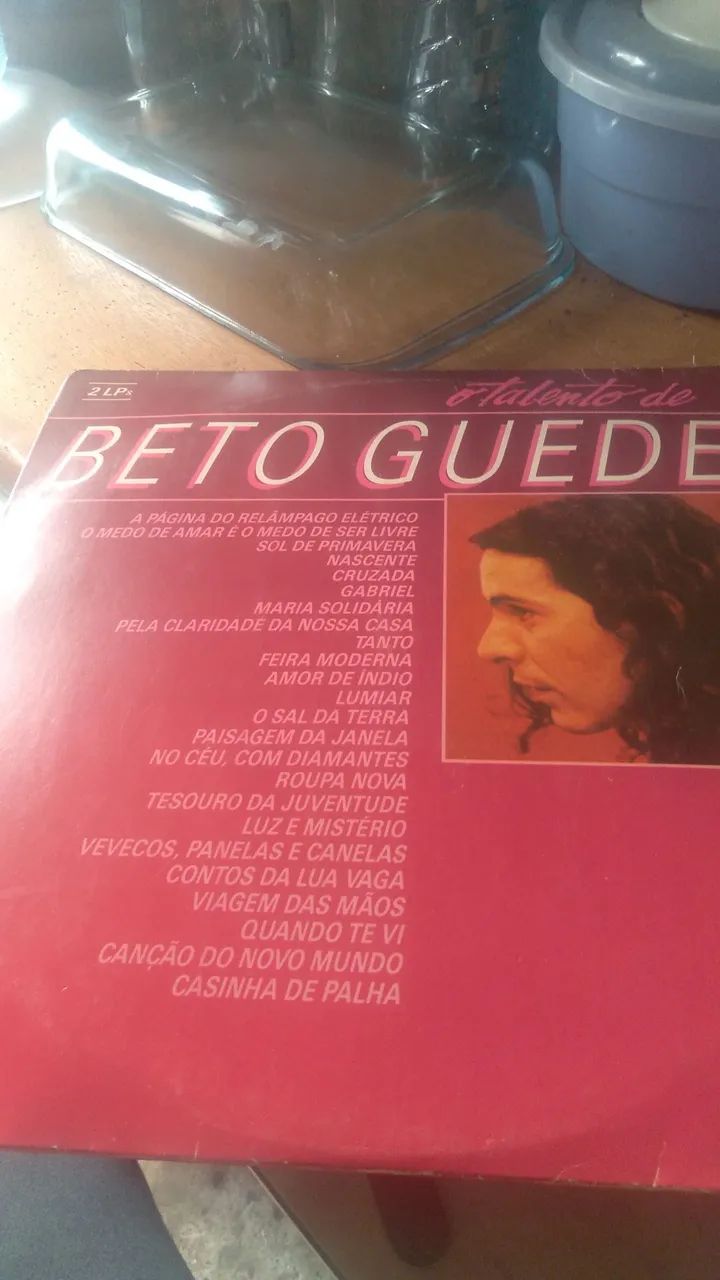 2 LPs
o talento de
BETO GUEDE
A PÁGINA DO RELÂMPAGO ELÉTRICO
O MEDO DE AMAR É O MEDO DE SER LIVRE
SOL DE PRIMAVERA
NASCENTE
CRUZADA
GABRIEL
MARIA SOLIDÁRIA
PELA CLARIDADE DA NOSSA CASA
TANTO
FEIRA MODERNA
AMOR DE ÍNDIO
LUMIAR
O SAL DA TERRA
PAISAGEM DA JANELA
NO CÉU, COM DIAMANTES
ROUPA NOVA
TESOURO DA JUVENTUDE
LUZ E MISTÉRIO
VEVECOS, PANELAS E CANELAS
CONTOS DA LUA VAGA
VIAGEM DAS MÃOS
QUANDO TE VI
CANÇÃO DO NOVO MUNDO
CASINHA DE PALHA